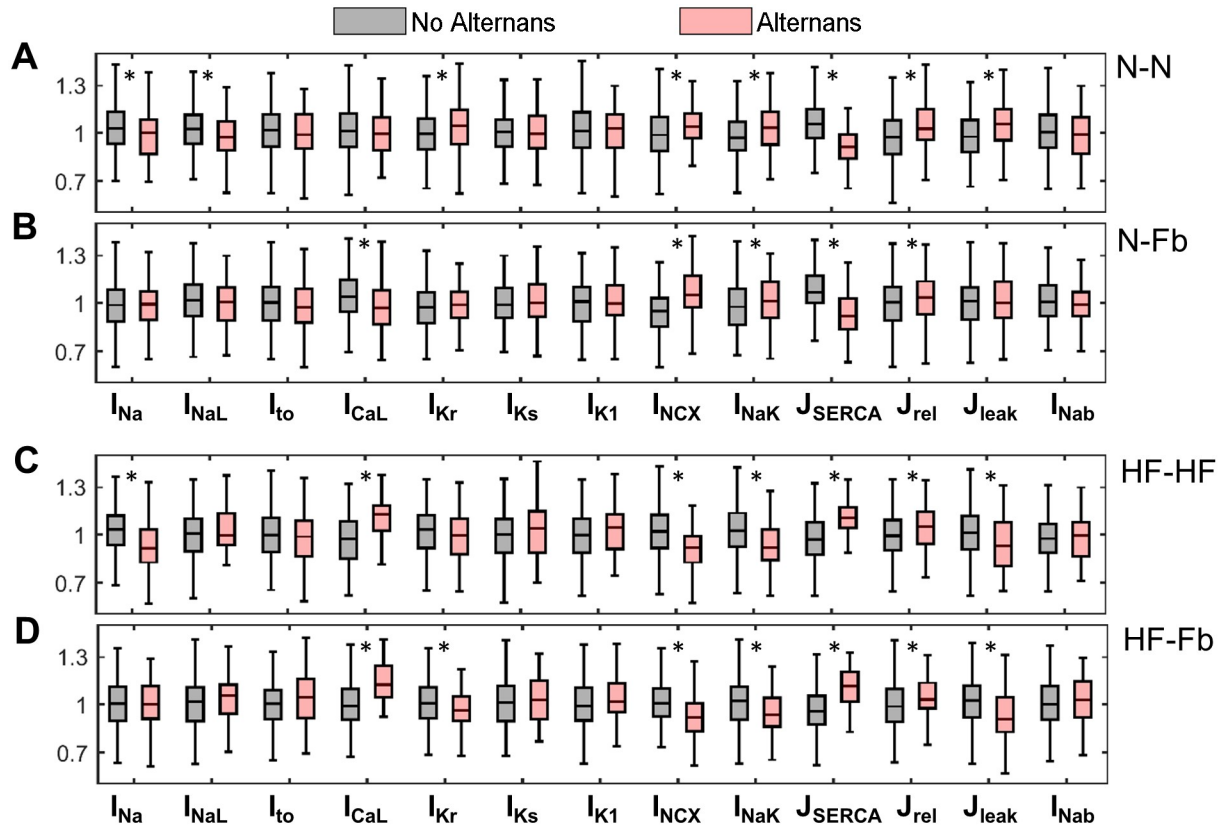 No Alternans Alternans
A N-N
* * * * * * * *
1.3
1
0.7
B N-Fb
* * * * *
1.3
1
0.7
INa INaL Ito ICaL IKr IKs IK1 INCX INaK JSERCA Jrel Jleak INab
C HF-HF
* * * * * * *
1.3
1
0.7
D HF-Fb
* * * * * * *
1.3
1
0.7
INa INaL Ito ICaL IKr IKs IK1 INCX INaK JSERCA Jrel Jleak INab